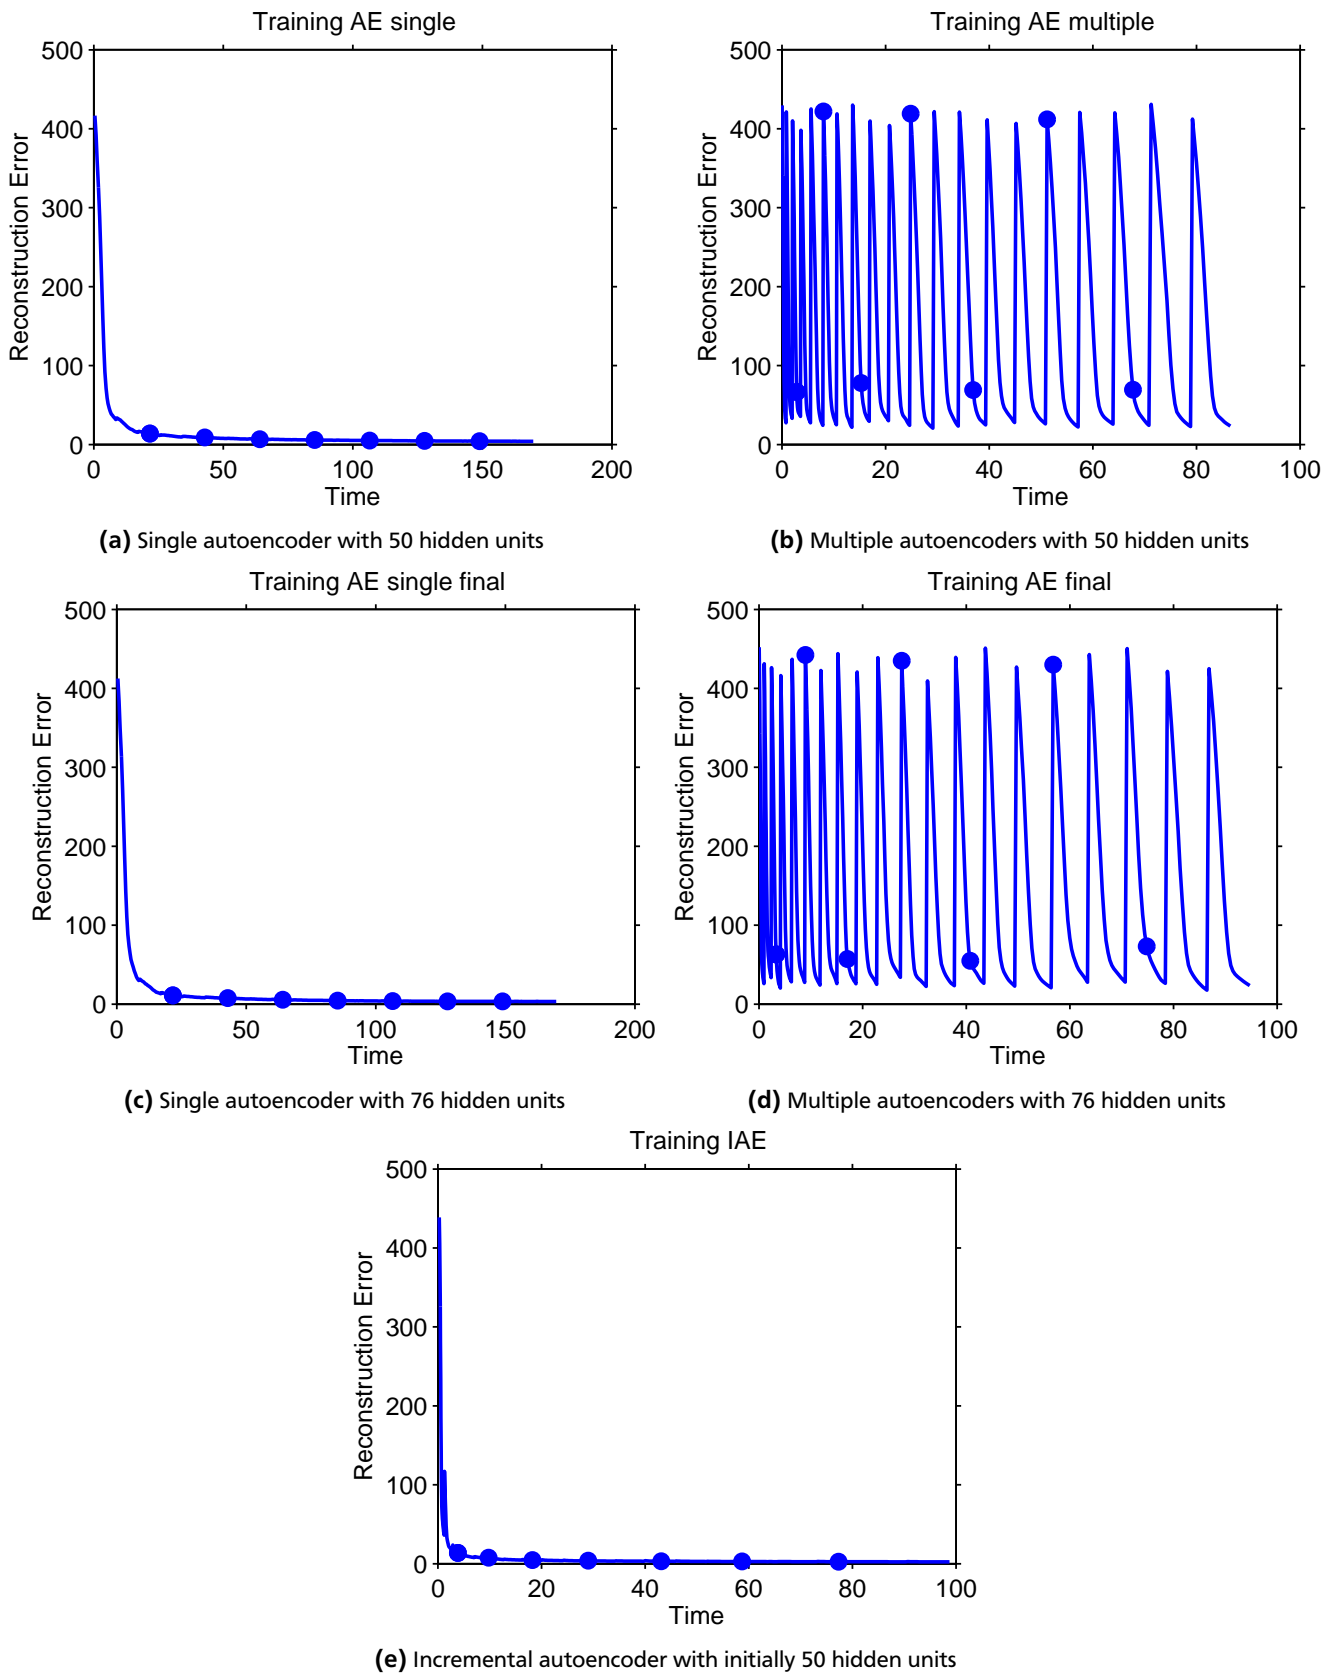 Training AE single
500
400
300
200
100
0
Reconstruction Error
0 50 100 150 200
Time
(a) Single autoencoder with 50 hidden units
Training AE multiple
500
400
300
200
100
0
Reconstruction Error
0 20 40 60 80 100
Time
(b) Multiple autoencoders with 50 hidden units
Training AE single final
500
400
300
200
100
0
Reconstruction Error
0 50 100 150 200
Time
(c) Single autoencoder with 76 hidden units
Training AE final
500
400
300
200
100
0
Reconstruction Error
0 20 40 60 80 100
Time
(d) Multiple autoencoders with 76 hidden units
Training IAE
500
400
300
200
100
0
Reconstruction Error
0 20 40 60 80 100
Time
(e) Incremental autoencoder with initially 50 hidden units